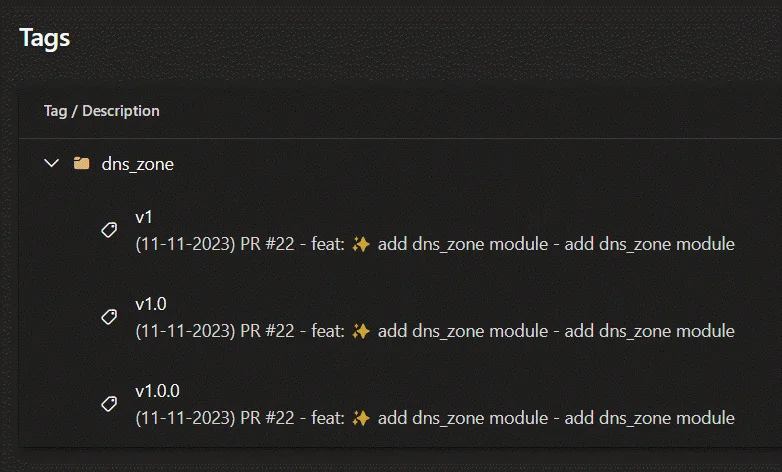 Tags
Tag / Description
dns_zone
v1
(11-11-2023) PR #22 - feat: ✨ add dns_zone module - add dns_zone module
v1.0
(11-11-2023) PR #22 - feat: ✨ add dns_zone module - add dns_zone module
v1.0.0
(11-11-2023) PR #22 - feat: ✨ add dns_zone module - add dns_zone module